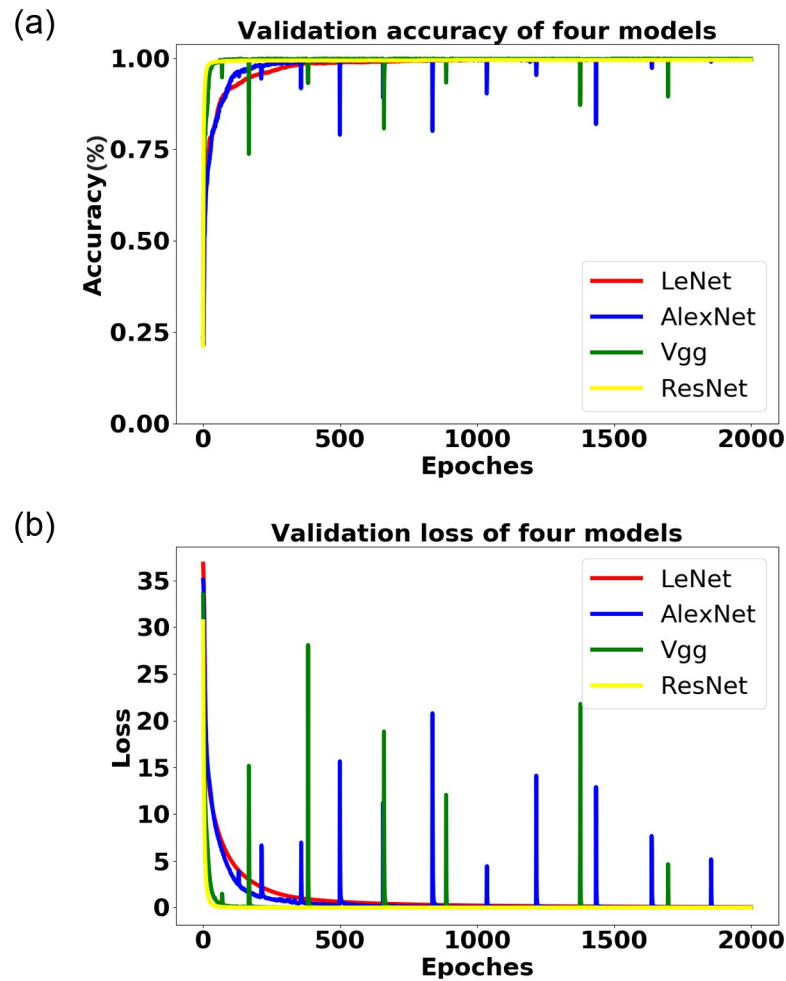 (a)
Validation accuracy of four models
1.00
0.75
0.50
0.25
0.00
Accuracy(%)
LeNet
AlexNet
Vgg
ResNet
0 500 1000 1500 2000
Epoches
(b)
Validation loss of four models
35
30
25
20
15
10
5
0
Loss
LeNet
AlexNet
Vgg
ResNet
0 500 1000 1500 2000
Epoches